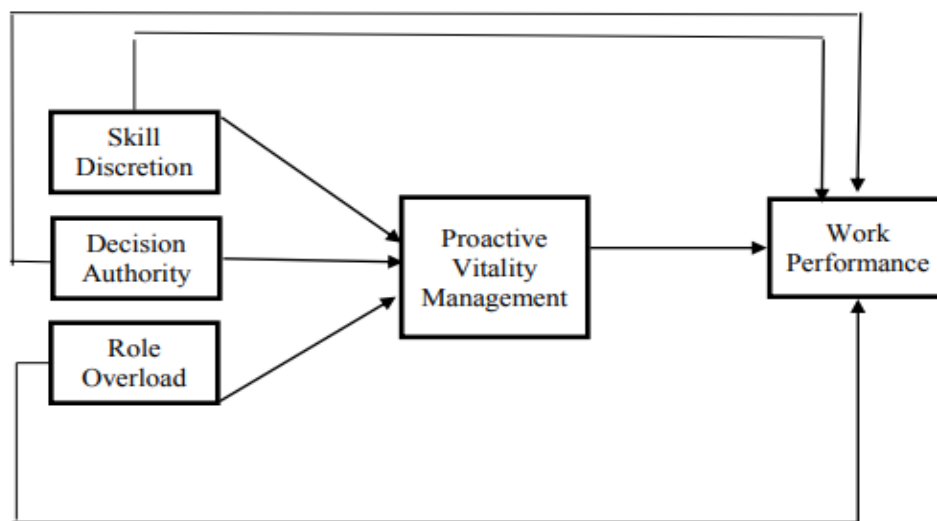 Skill
Discretion
Decision
Authority
Role
Overload
Proactive
Vitality
Management
Work
Performance